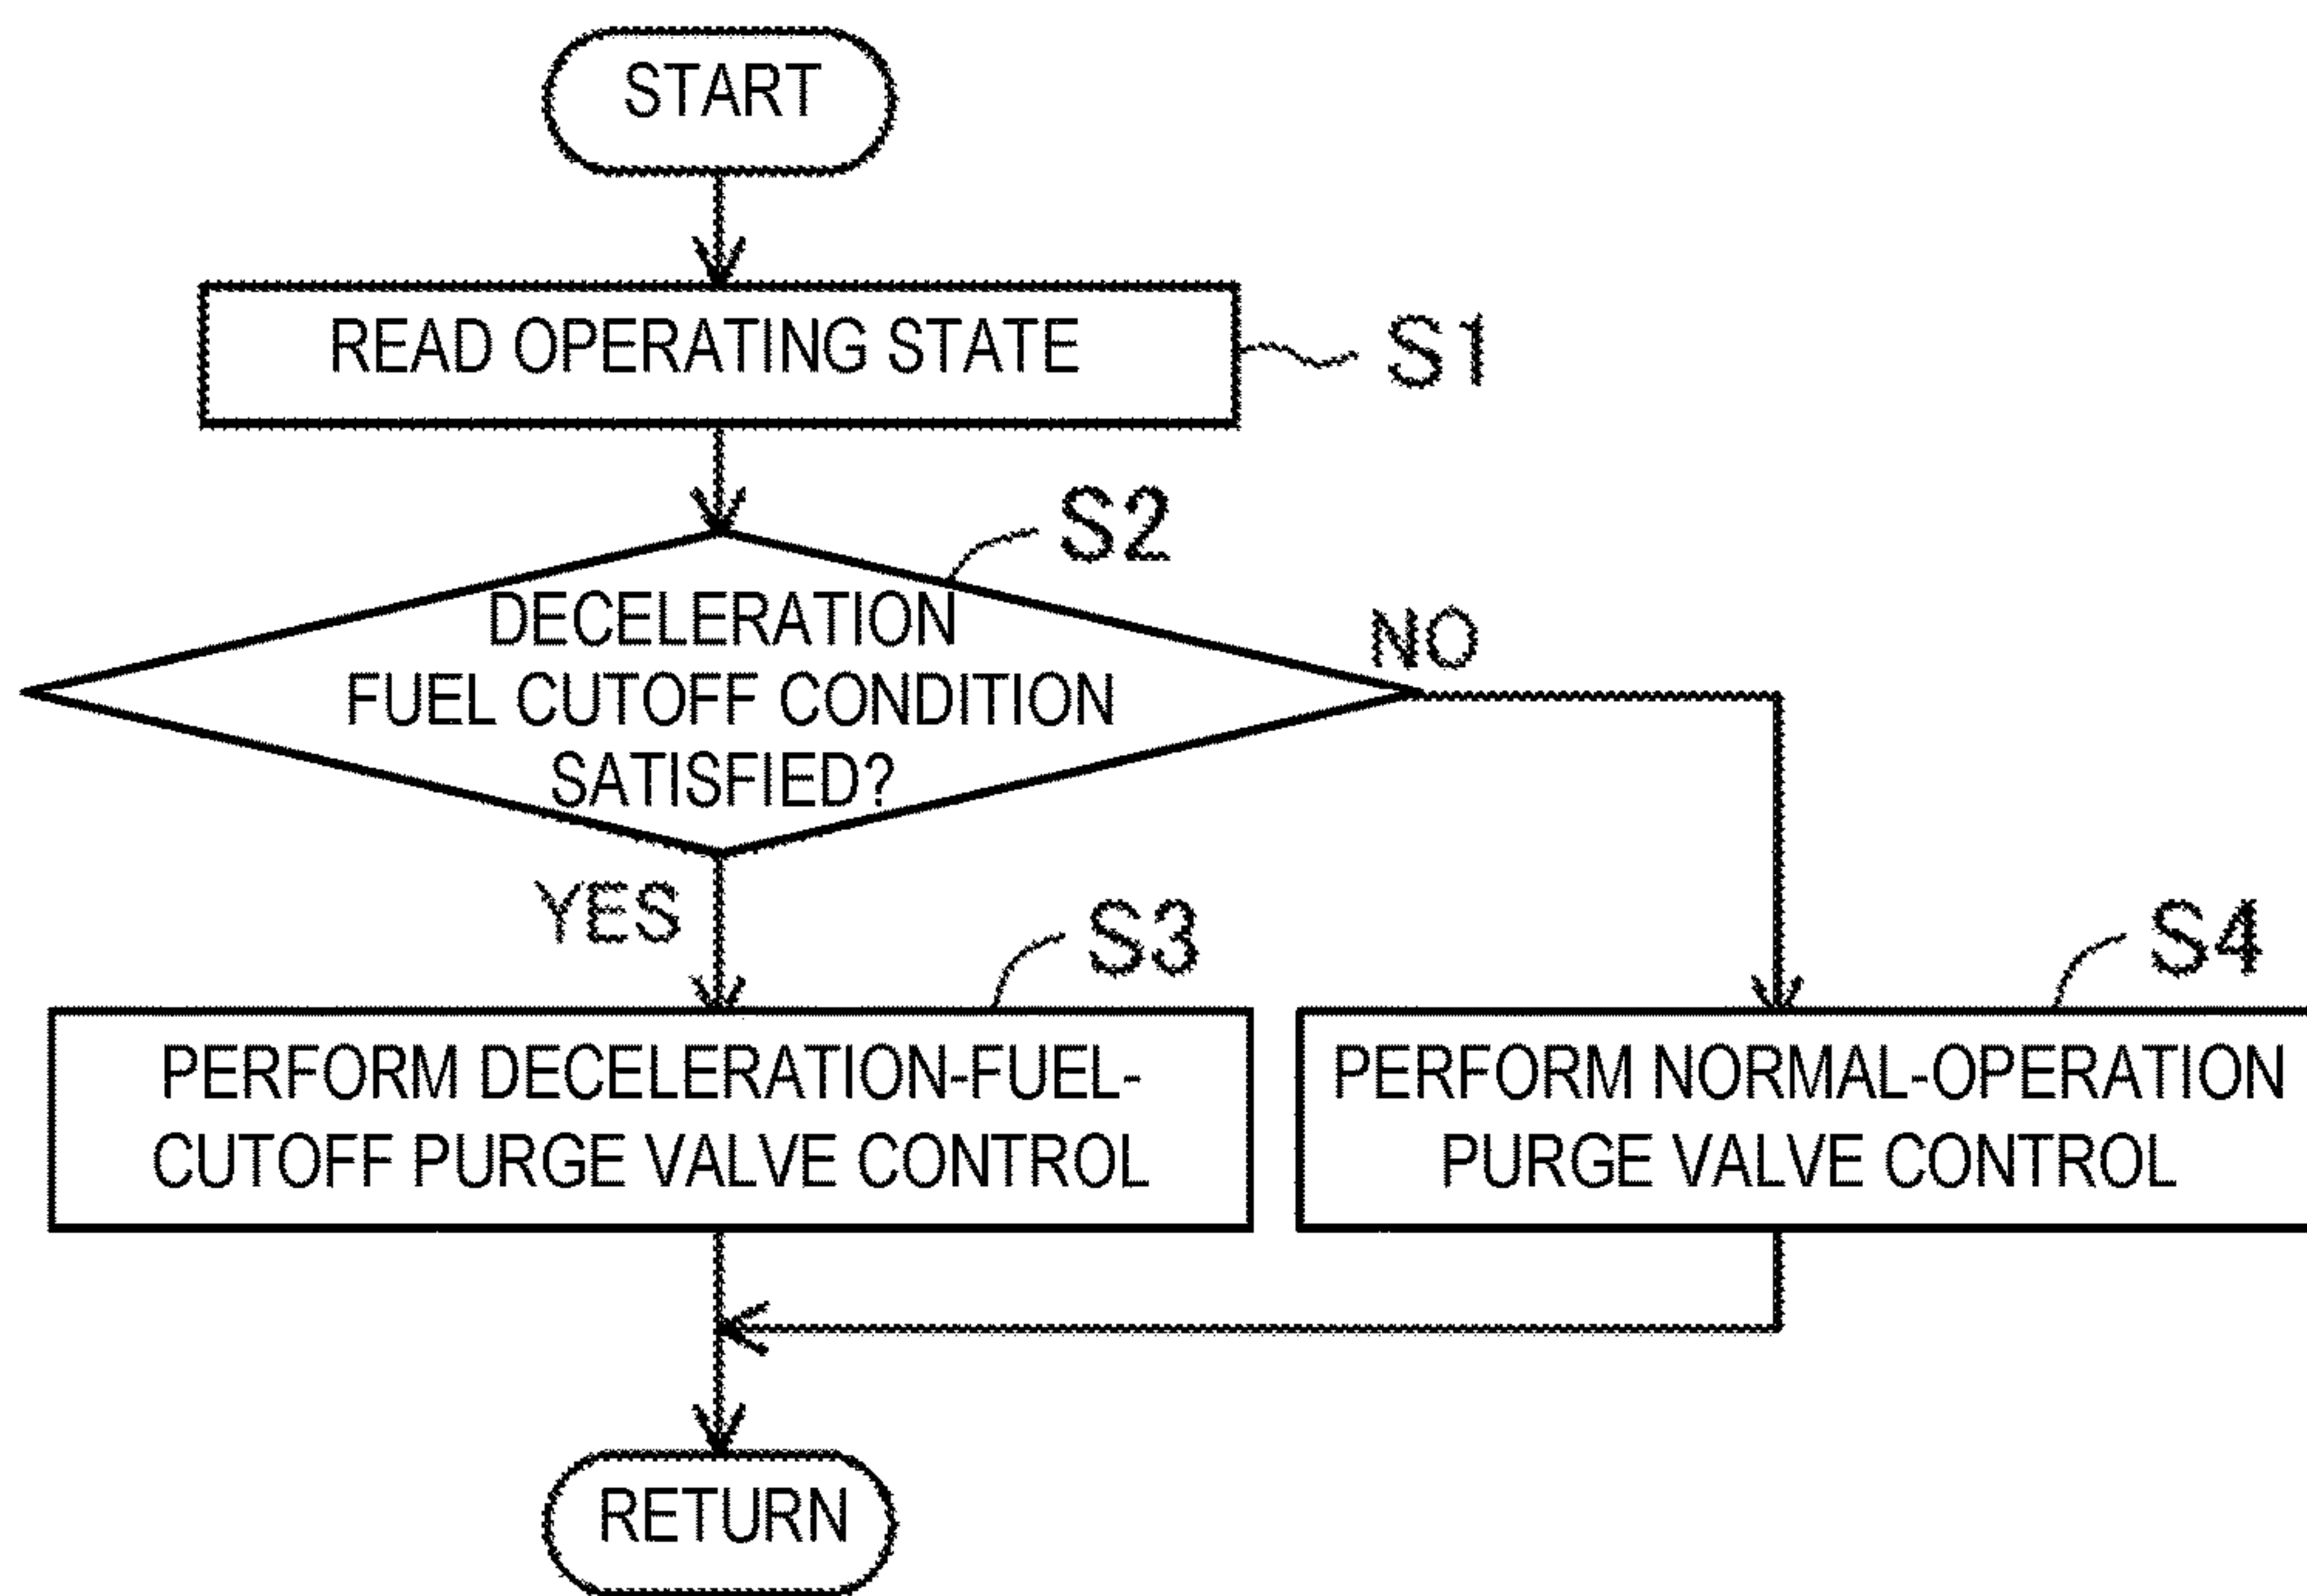 START
READ OPERATING STATE
S1
S2
DECELERATION
FUEL CUTOFF CONDITION
SATISFIED?
NO
YES
S3
PERFORM DECELERATION-FUEL-
CUTOFF PURGE VALVE CONTROL
S4
PERFORM NORMAL-OPERATION
PURGE VALVE CONTROL
RETURN